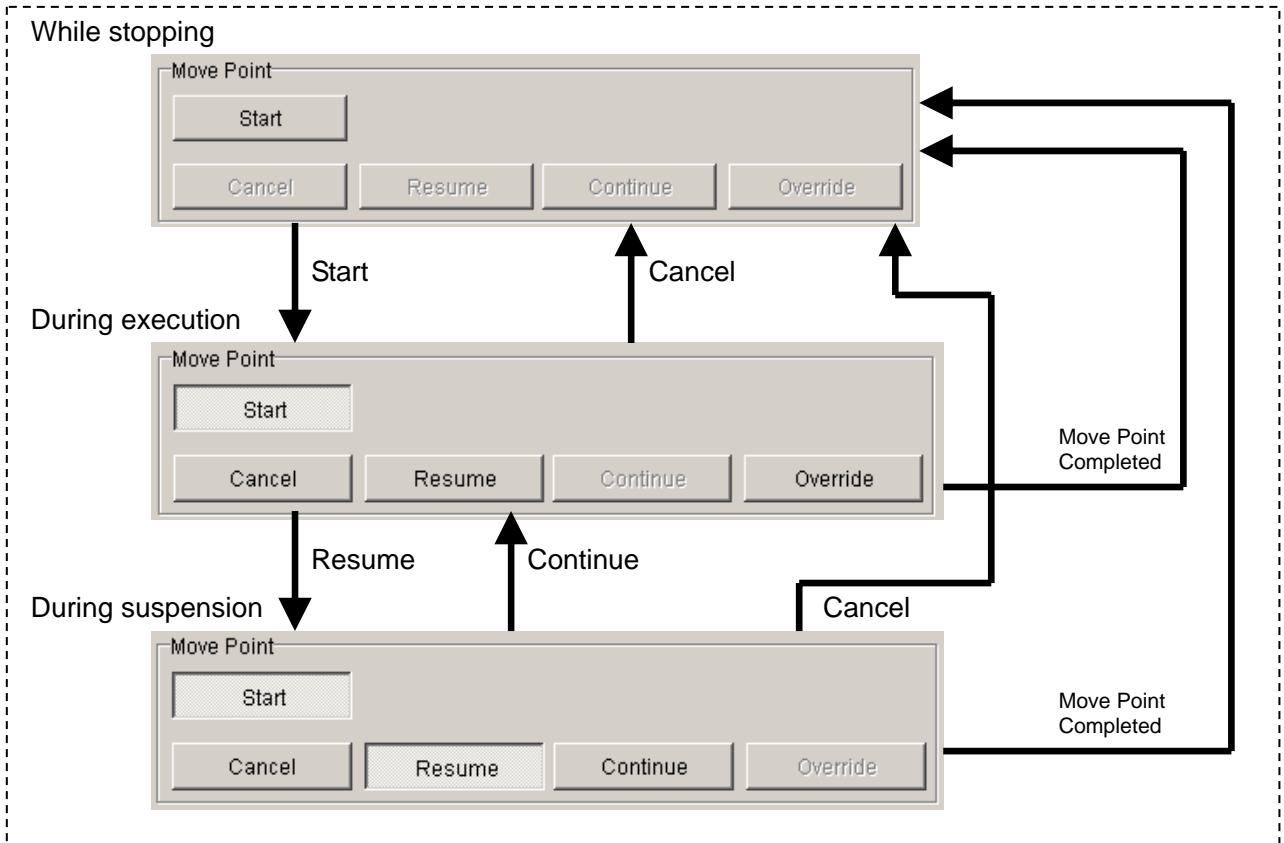 While stopping
Move Point
Start
Cancel Resume Continue Override
Start Cancel
During execution
Move Point
Start
Cancel Resume Continue Override
Move Point
Completed
Resume Continue
During suspension Cancel
Move Point
Start
Cancel Resume Continue Override
Move Point
Completed